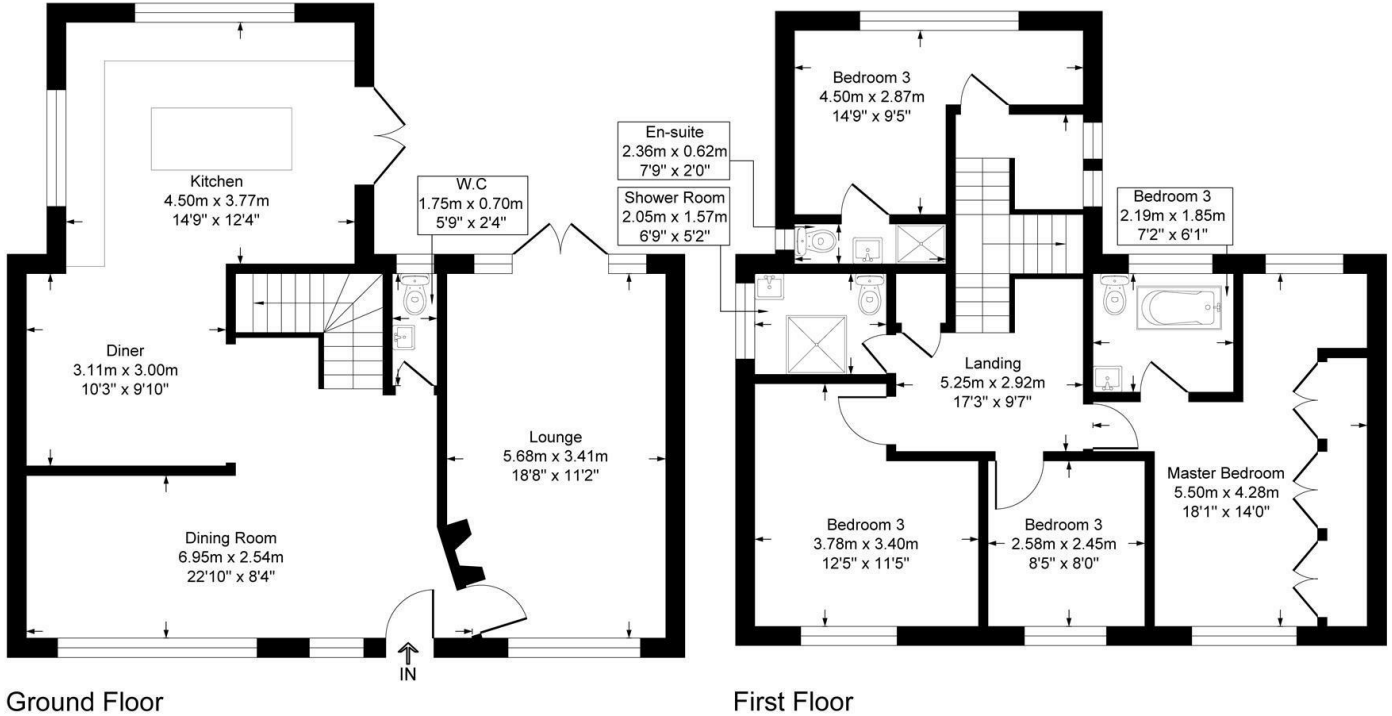 Kitchen
4.50m x 3.77m
14'9" x 12'4"
W.C
1.75m x 0.70m
5'9" x 2'4"
Diner
3.11m x 3.00m
10'3" x 9'10"
Lounge
5.68m x 3.41m
18'8" x 11'2"
Dining Room
6.95m x 2.54m
22'10" x 8'4"
IN
Ground Floor
Bedroom 3
4.50m x 2.87m
14'9" x 9'5"
En-suite
2.36m x 0.62m
7'9" x 2'0"
Shower Room
2.05m x 1.57m
6'9" x 5'2"
Bedroom 3
2.19m x 1.85m
7'2" x 6'1"
Landing
5.25m x 2.92m
17'3" x 9'7"
Master Bedroom
5.50m x 4.28m
18'1" x 14'0"
Bedroom 3
3.78m x 3.40m
12'5" x 11'5"
Bedroom 3
2.58m x 2.45m
8'5" x 8'0"
First Floor